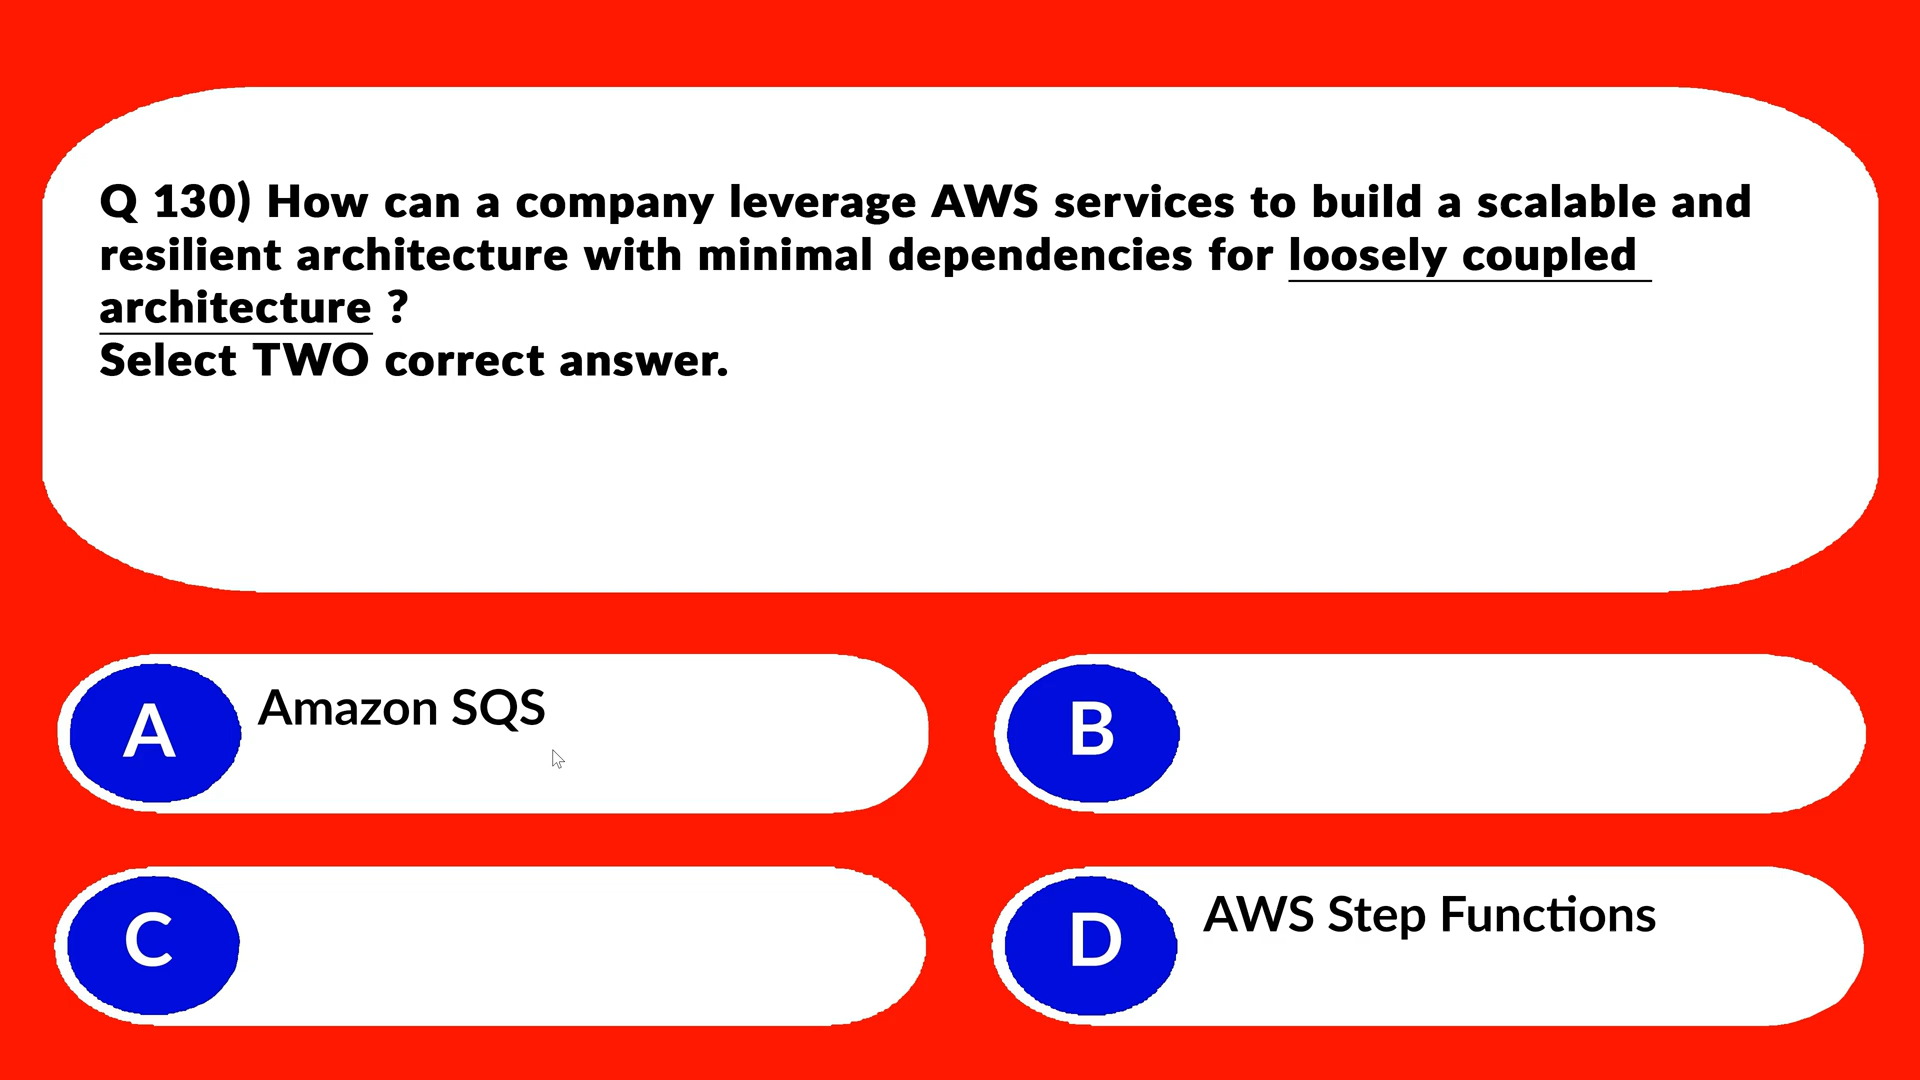 Q 130) How can a company leverage AWS services to build a scalable and
resilient architecture with minimal dependencies for loosely coupled
architecture ?
Select TWO correct answer.
A Amazon SQS
B
C
D AWS Step Functions